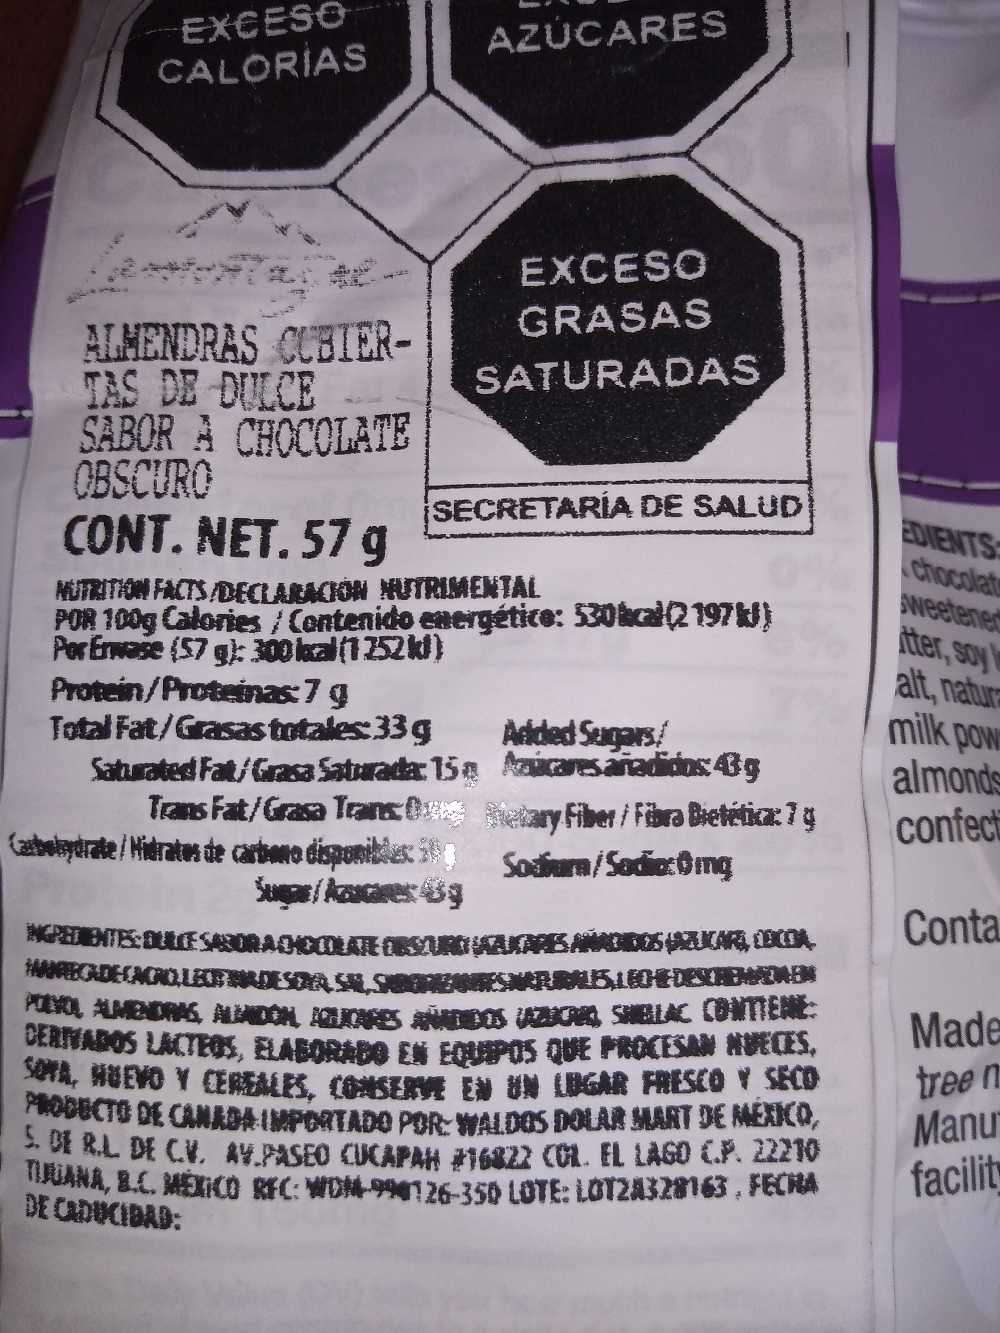 EXCESO
CALORÍAS
AZÚCARES
EXCESO
GRASAS
SATURADAS
SECRETARÍA DE SALUD
ALMENDRAS CUBIER-
TAS DE DULCE
SABOR A CHOCOLATE
OBSCURO
CONT. NET. 57 g
NUTRITION FACTS/DECLARACIÓN NUTRIMENTAL
POR 100g Calories / Contenido energético: 530 kcal (2 197 kJ)
Por Envase (57 g): 300 kcal (1 252 kJ)
Protein/Proteínas: 7 g
Total Fat/Grasas totales: 33 g
Saturated Fat/Grasa Saturada: 15 g
Trans Fat/Grasa Trans: 0
Carbohydrate/Hidratos de carbono disponibles:
Sugar/Azúcares: 43 g
Added Sugars/
Azúcares añadidos: 43 g
Dietary Fiber / Fibra Dietética: 7 g
Sodium/Sodio: 0 mg
INGREDIENTES: DULCE SABOR A CHOCOLATE OBSCURO (AZUCARES AÑADIDOS (AZUCAR), COCOA,
MANTECA DE CACAO, LECITINA DE SOYA, SAL, SABORIZANTES NATURALES, LECHE DESCREMADA EN
POLVO), ALMENDRAS, ALMIDON, AZUCARES AÑADIDOS (AZUCAR), SHELLAC CONTIENE:
DERIVADOS LACTEOS, ELABORADO EN EQUIPOS QUE PROCESAN NUECES,
SOYA, HUEVO Y CEREALES, CONSERVE EN UN LUGAR FRESCO Y SECO
PRODUCTO DE CANADA IMPORTADO POR: WALDOS DOLAR MART DE MÉXICO,
S. DE R.L. DE C.V. AV.PASEO CUCAPAH #16822 COL. EL LAGO C.P. 22210
TIJUANA, B.C. MÉXICO RFC: WDM-990126-350 LOTE: LOT2A328163 , FECHA
DE CADUCIDAD:
EDIENTS:
chocolat
sweetened
tter, soy l
alt, natur
milk pow
almonds
confect
Conta
Made
tree n
Manu
facility